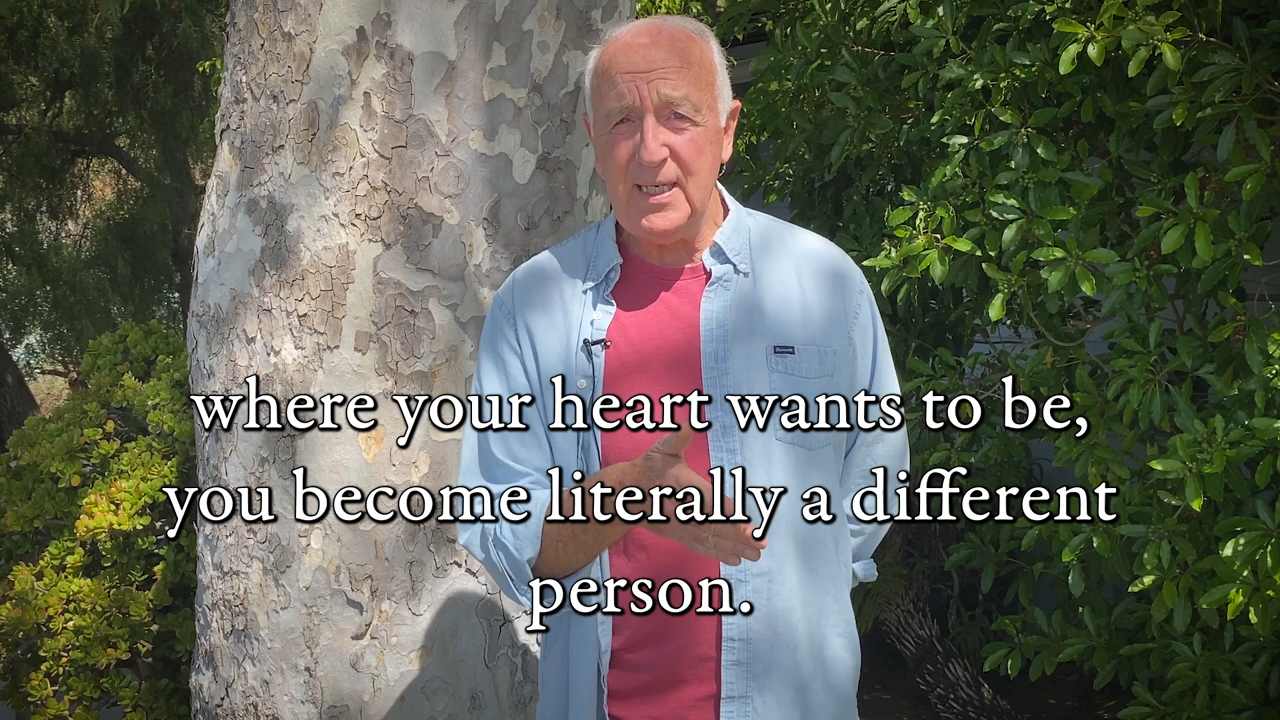 where your heart wants to be,
you become literally a different
person.